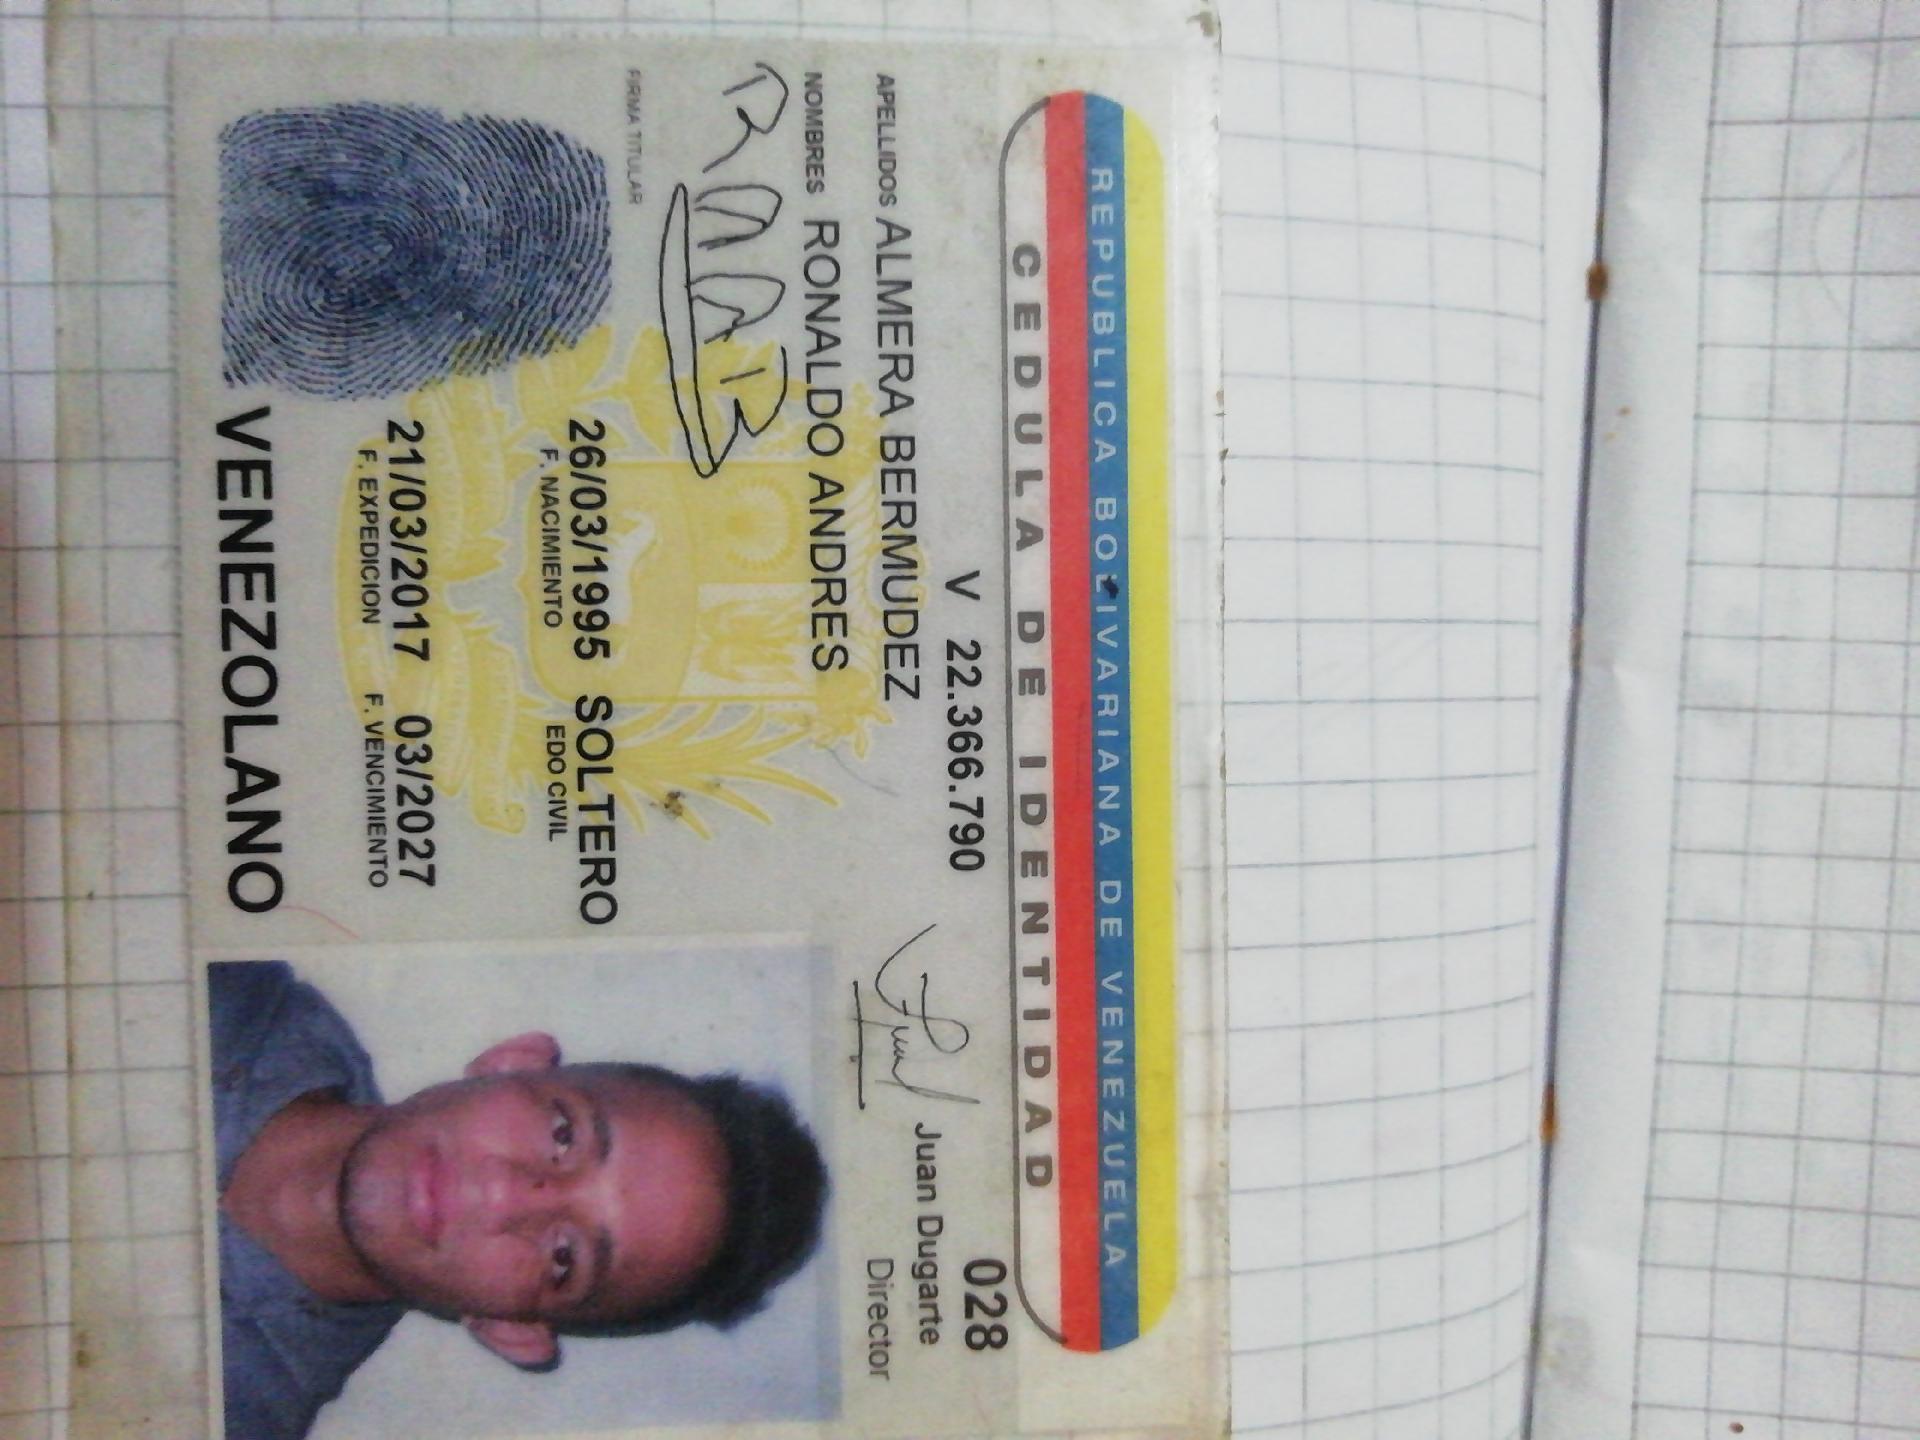 REPUBLICA BOLIVARIANA DE VENEZUELA
CEDULA DE IDENTIDAD
V 22.366.790
028
APELLIDOS ALMERA BERMUDEZ
Juan Dugarte
Director
NOMBRES RONALDO ANDRES
FIRMA TITULAR
26/03/1995 SOLTERO
F. NACIMIENTO EDO CIVIL
21/03/2017 03/2027
F. EXPEDICION F. VENCIMIENTO
VENEZOLANO